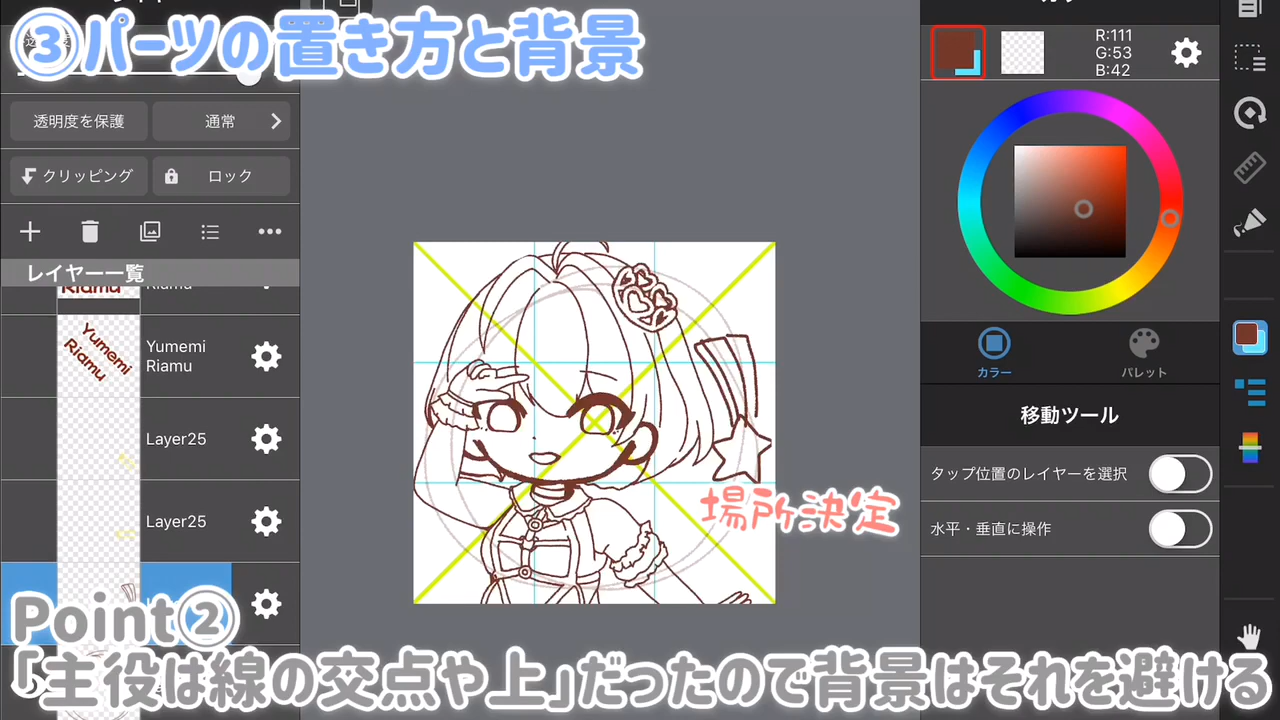 ③パーツの置き方と背景
R:111
G:53
B:42
透明度を保護
通常
クリッピング
ロック
レイヤー一覧
Riamu
Riamu
Yumemi
Riamu
Yumemi
Riamu
Layer25
Layer25
カラー
パレット
移動ツール
タップ位置のレイヤーを選択
水平・垂直に操作
場所決定
Point②
「主役は線の交点や上」だったので背景はそれを避ける